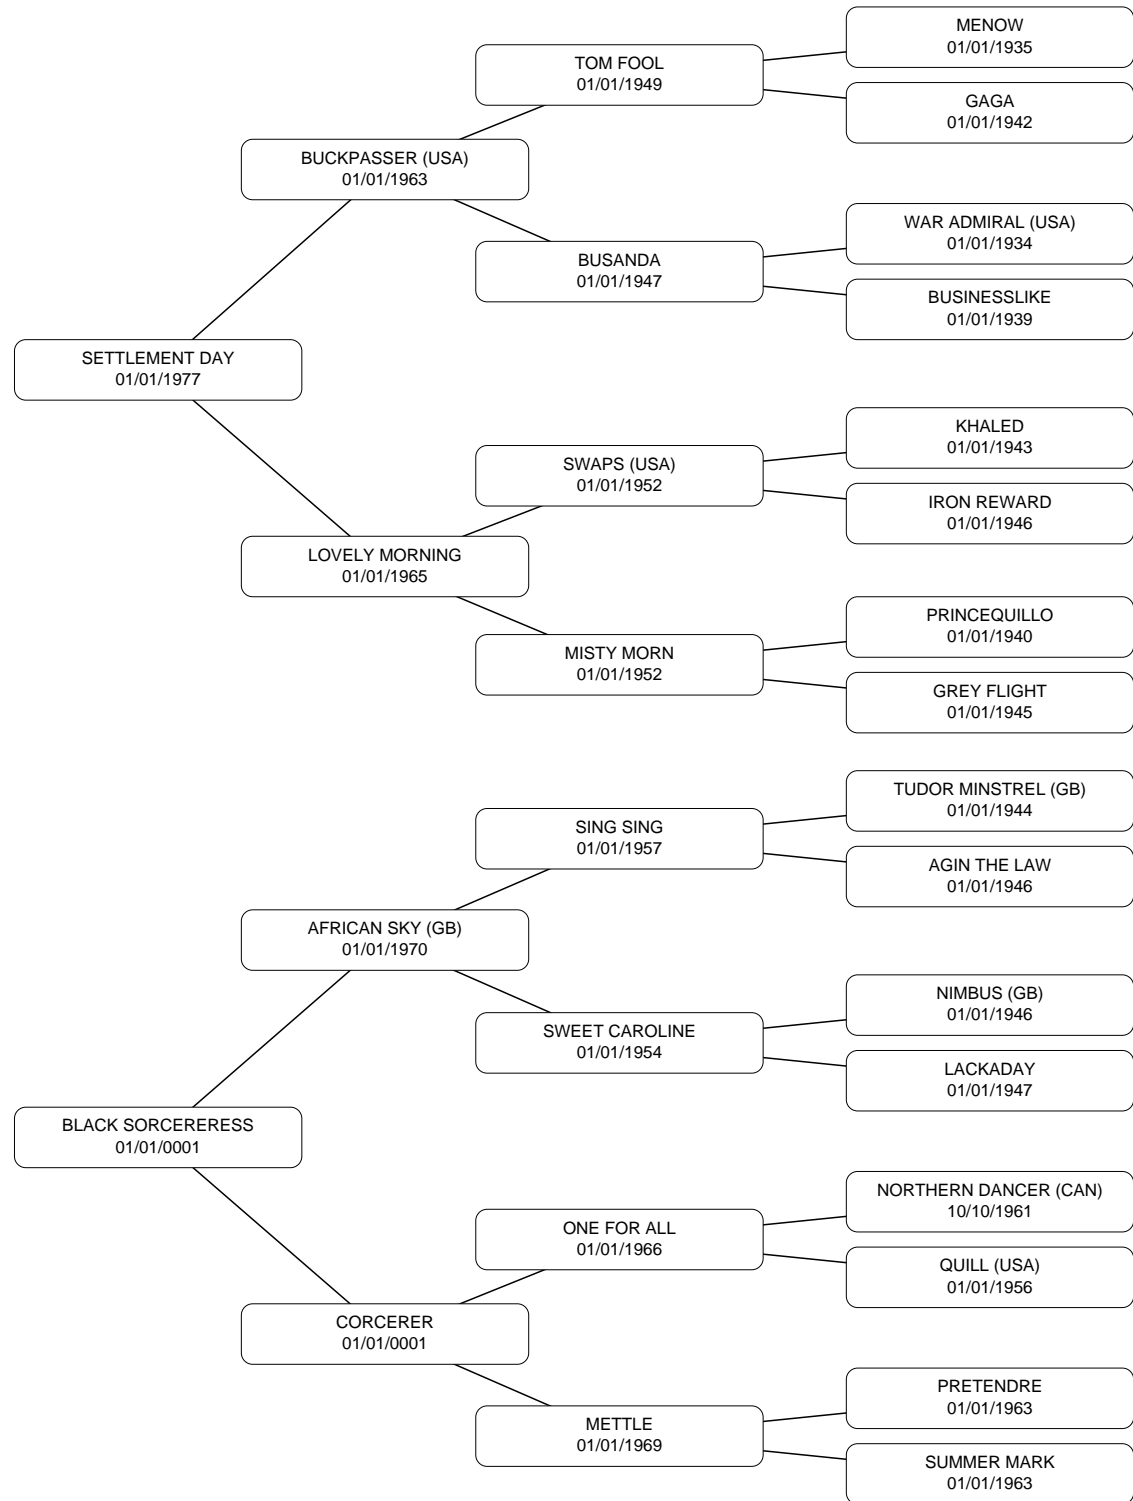 MENOW
01/01/1935
TOM FOOL
01/01/1949
GAGA
01/01/1942
BUCKPASSER (USA)
01/01/1963
WAR ADMIRAL (USA)
01/01/1934
BUSANDA
01/01/1947
BUSINESSLIKE
01/01/1939
SETTLEMENT DAY
01/01/1977
KHALED
01/01/1943
SWAPS (USA)
01/01/1952
IRON REWARD
01/01/1946
LOVELY MORNING
01/01/1965
PRINCEQUILLO
01/01/1940
MISTY MORN
01/01/1952
GREY FLIGHT
01/01/1945
TUDOR MINSTREL (GB)
01/01/1944
SING SING
01/01/1957
AGIN THE LAW
01/01/1946
AFRICAN SKY (GB)
01/01/1970
NIMBUS (GB)
01/01/1946
SWEET CAROLINE
01/01/1954
LACKADAY
01/01/1947
BLACK SORCERERESS
01/01/0001
NORTHERN DANCER (CAN)
10/10/1961
ONE FOR ALL
01/01/1966
QUILL (USA)
01/01/1956
CORCERER
01/01/0001
PRETENDRE
01/01/1963
METTLE
01/01/1969
SUMMER MARK
01/01/1963